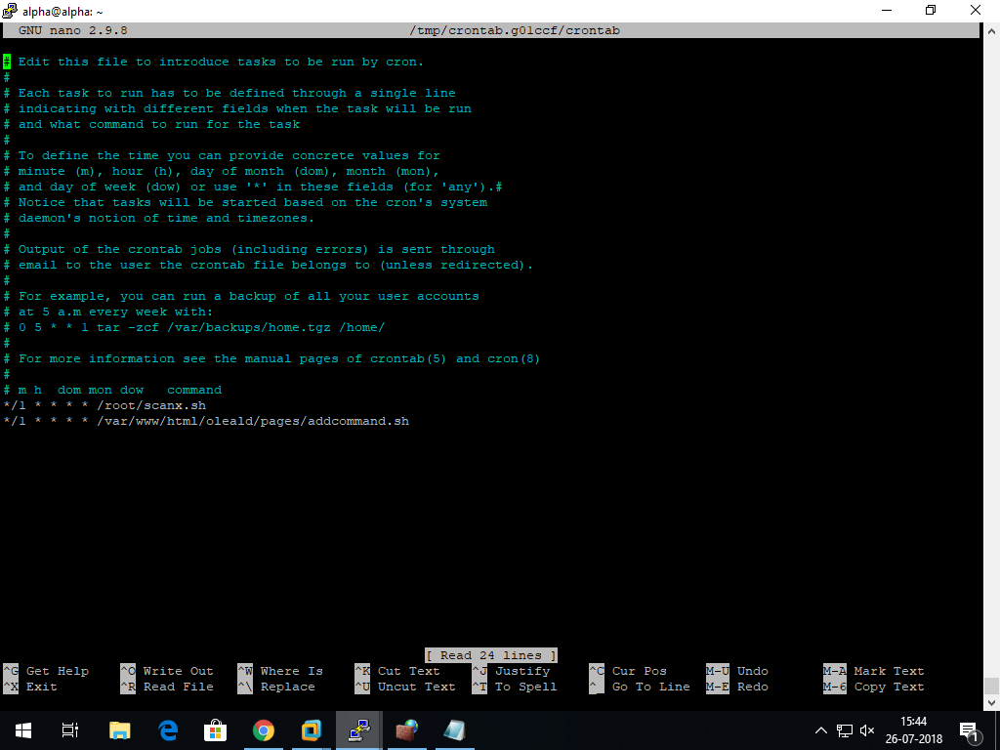 alpha@alpha: ~
GNU nano 2.9.8 /tmp/crontab.g0lccf/crontab
# Edit this file to introduce tasks to be run by cron.
#
# Each task to run has to be defined through a single line
# indicating with different fields when the task will be run
# and what command to run for the task
#
# To define the time you can provide concrete values for
# minute (m), hour (h), day of month (dom), month (mon),
# and day of week (dow) or use '*' in these fields (for 'any').#
# Notice that tasks will be started based on the cron's system
# daemon's notion of time and timezones.
#
# Output of the crontab jobs (including errors) is sent through
# email to the user the crontab file belongs to (unless redirected).
#
# For example, you can run a backup of all your user accounts
# at 5 a.m every week with:
# 0 5 * * 1 tar -zcf /var/backups/home.tgz /home/
#
# For more information see the manual pages of crontab(5) and cron(8)
#
# m h  dom mon dow   command
*/1 * * * * /root/scanx.sh
*/1 * * * * /var/www/html/oleald/pages/addcommand.sh
[ Read 24 lines ]
^G Get Help ^O Write Out ^W Where Is ^K Cut Text ^J Justify ^C Cur Pos M-U Undo M-A Mark Text
^X Exit ^R Read File ^\ Replace ^U Uncut Text ^T To Spell ^_ Go To Line M-E Redo M-6 Copy Text
15:44
26-07-2018
1